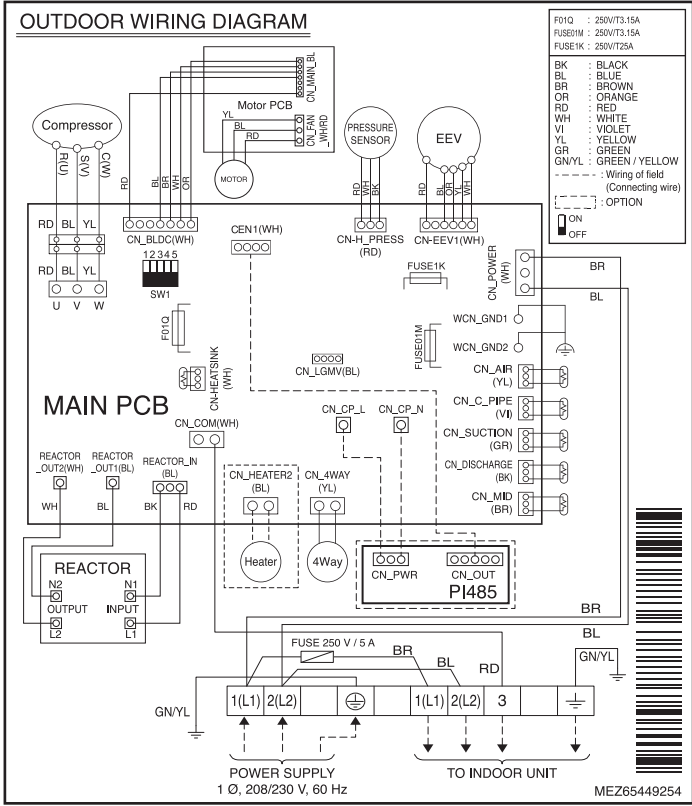 OUTDOOR WIRING DIAGRAM
F01Q : 250V/T3.15A
FUSE01M : 250V/T3.15A
FUSE1K : 250V/T25A
BK : BLACK
BL : BLUE
BR : BROWN
OR : ORANGE
RD : RED
WH : WHITE
VI : VIOLET
YL : YELLOW
GR : GREEN
GN/YL : GREEN / YELLOW
: Wiring of field
(Connecting wire)
: OPTION
ON
OFF
CN_MAIN_BL
Motor PCB
CN_FAN
_WH/RD
YL
BL
RD
MOTOR
Compressor
R(U)
S(V)
C(W)
RD
BL
BR
WH
OR
PRESSURE
SENSOR
RD
WH
BK
EEV
RD
BL
OR
YL
WH
RD BL YL
RD BL YL
U V W
CN_BLDC(WH)
1 2 3 4 5
SW1
CEN1(WH)
CN-H_PRESS
(RD)
CN-EEV1(WH)
FUSE1K
CN_POWER
(WH)
BR
BL
F01Q
FUSE01M
WCN_GND1
WCN_GND2
CN-HEATSINK
(WH)
CN_LGMV(BL)
CN_AIR
(YL)
CN_C_PIPE
(VI)
CN_SUCTION
(GR)
CN_DISCHARGE
(BK)
CN_MID
(BR)
MAIN PCB
CN_COM(WH)
CN_CP_L
CN_CP_N
REACTOR
_OUT2(WH)
REACTOR
_OUT1(BL)
REACTOR_IN
(BL)
WH
BL
BK
RD
CN_HEATER2
(BL)
Heater
CN_4WAY
(YL)
4Way
CN_PWR
CN_OUT
PI485
REACTOR
N2 N1
OUTPUT INPUT
L2 L1
BR
BL
FUSE 250 V / 5 A
BR
BL
RD
GN/YL
GN/YL
1(L1) 2(L2) 1(L1) 2(L2) 3
POWER SUPPLY
1 Ø, 208/230 V, 60 Hz
TO INDOOR UNIT
MEZ65449254